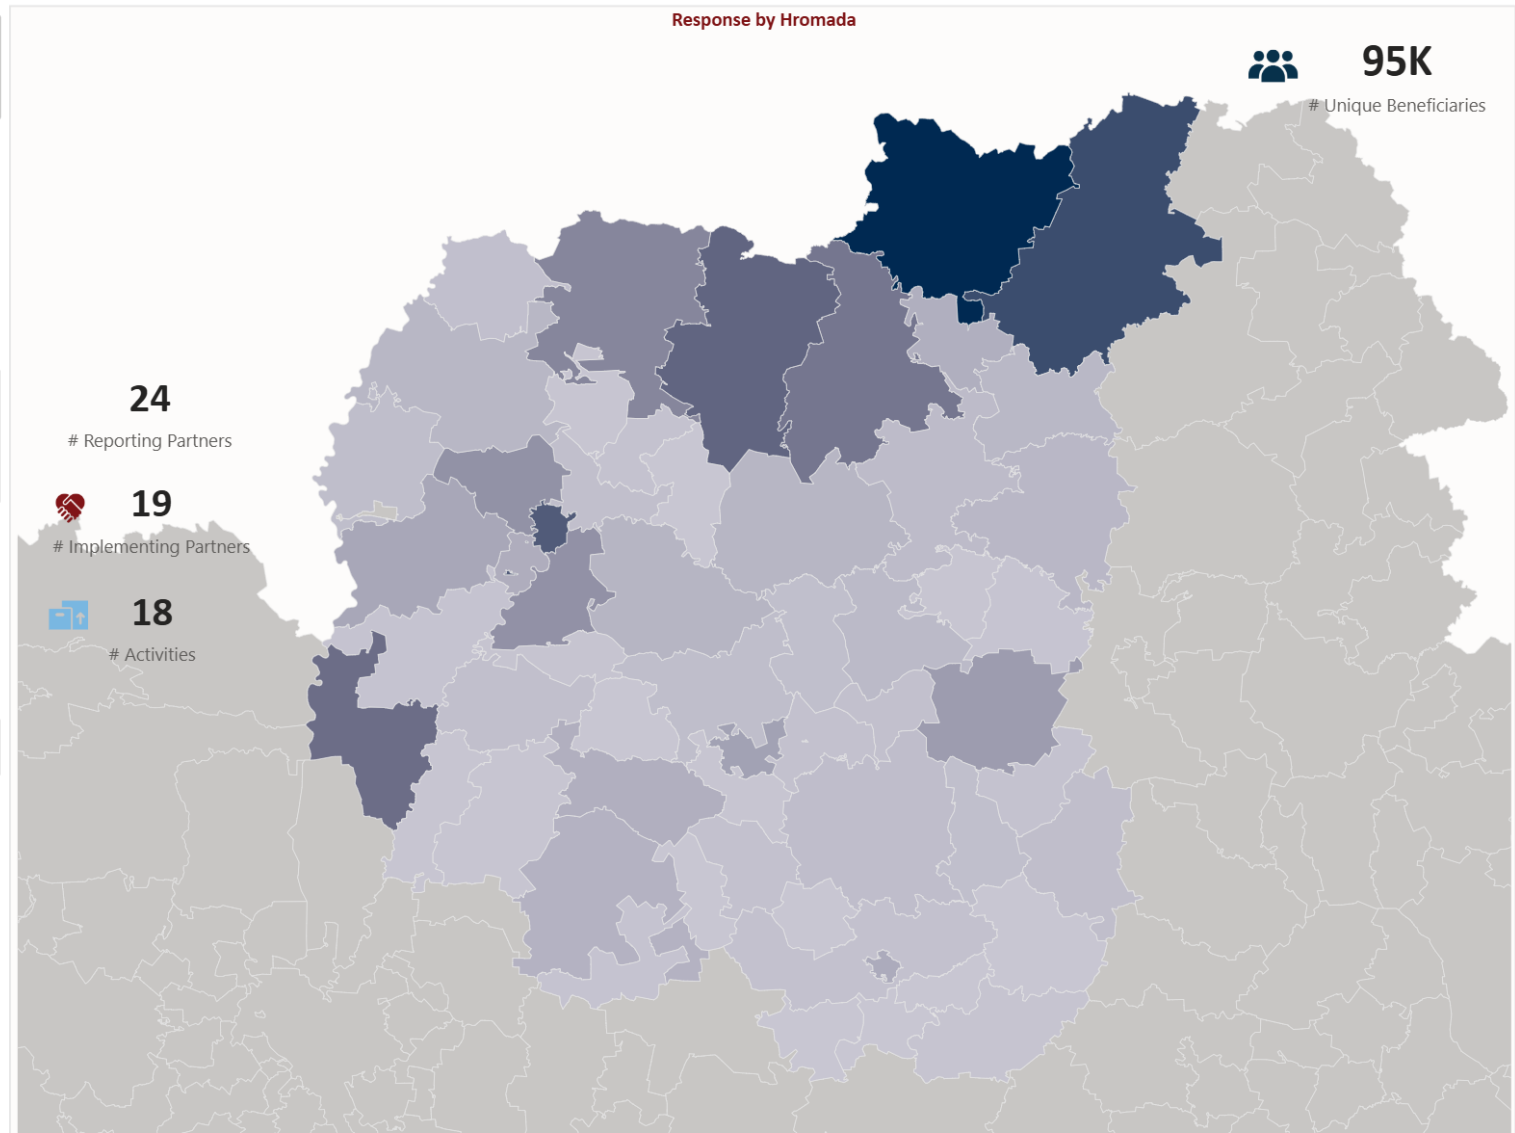 Response by Hromada
95K
# Unique Beneficiaries
24
# Reporting Partners
19
# Implementing Partners
18
# Activities